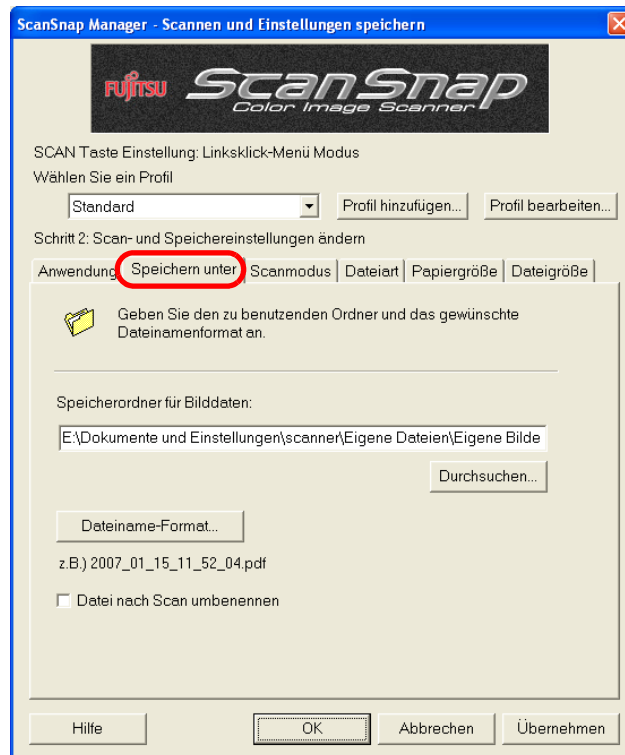 ScanSnap Manager - Scannen und Einstellungen speichern
FUJITSU ScanSnap
Color Image Scanner
SCAN Taste Einstellung: Linksklick-Menü Modus
Wählen Sie ein Profil
Standard Profil hinzufügen... Profil bearbeiten...
Schritt 2: Scan- und Speichereinstellungen ändern
Anwendung Speichern unter Scanmodus Dateiart Papiergröße Dateigröße
Geben Sie den zu benutzenden Ordner und das gewünschte
Dateinamenformat an.
Speicherordner für Bilddaten:
E:\Dokumente und Einstellungen\scanner\Eigene Dateien\Eigene Bilde
Durchsuchen...
Dateiname-Format...
z.B.) 2007_01_15_11_52_04.pdf
Datei nach Scan umbenennen
Hilfe OK Abbrechen Übernehmen